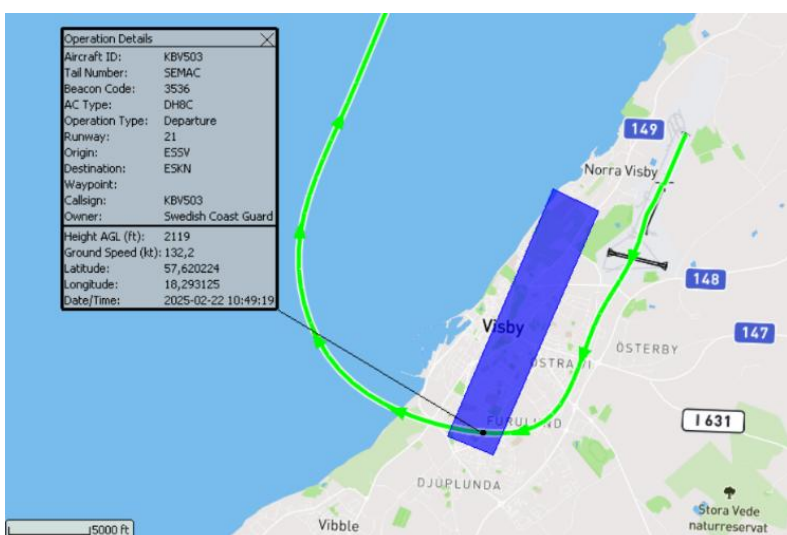 Operation Details
Aircraft ID: KBV503
Tail Number: SEMAC
Beacon Code: 3536
AC Type: DH8C
Operation Type: Departure
Runway: 21
Origin: ESSV
Destination: ESKN
Waypoint:
Callsign: KBV503
Owner: Swedish Coast Guard
Height AGL (ft): 2119
Ground Speed (kt): 132,2
Latitude: 57,620224
Longitude: 18,293125
Date/Time: 2025-02-22 10:49:19
149
Norra Visby
148
Visby
147
ÖSTERBY
I 631
DJUPLUNDA
Stora Vede
naturreservat
Vibble
5000 ft